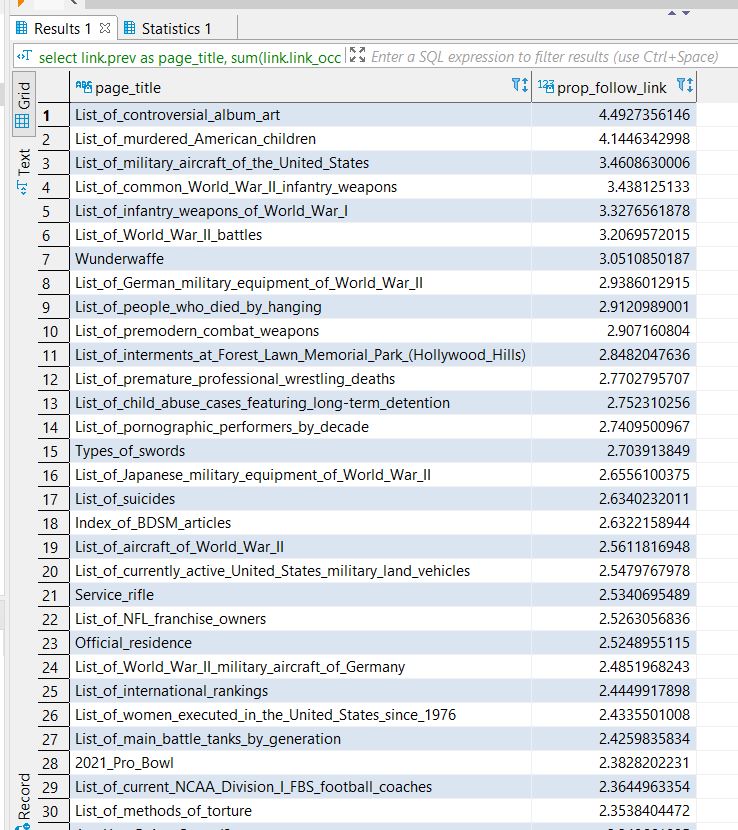 Results 1 Statistics 1
select link.prev as page_title, sum(link.link_occ Enter a SQL expression to filter results (use Ctrl+Space)
Grid
Text
Record
ABC page_title 123 prop_follow_link
1 List_of_controversial_album_art 4.4927356146
2 List_of_murdered_American_children 4.1446342998
3 List_of_military_aircraft_of_the_United_States 3.4608630006
4 List_of_common_World_War_II_infantry_weapons 3.438125133
5 List_of_infantry_weapons_of_World_War_I 3.3276561878
6 List_of_World_War_II_battles 3.2069572015
7 Wunderwaffe 3.0510850187
8 List_of_German_military_equipment_of_World_War_II 2.9386012915
9 List_of_people_who_died_by_hanging 2.9120989001
10 List_of_premodern_combat_weapons 2.907160804
11 List_of_interments_at_Forest_Lawn_Memorial_Park_(Hollywood_Hills) 2.8482047636
12 List_of_premature_professional_wrestling_deaths 2.7702795707
13 List_of_child_abuse_cases_featuring_long-term_detention 2.752310256
14 List_of_pornographic_performers_by_decade 2.7409500967
15 Types_of_swords 2.703913849
16 List_of_Japanese_military_equipment_of_World_War_II 2.6556100375
17 List_of_suicides 2.6340232011
18 Index_of_BDSM_articles 2.6322158944
19 List_of_aircraft_of_World_War_II 2.5611816948
20 List_of_currently_active_United_States_military_land_vehicles 2.5479767978
21 Service_rifle 2.5340695489
22 List_of_NFL_franchise_owners 2.5263056836
23 Official_residence 2.5248955115
24 List_of_World_War_II_military_aircraft_of_Germany 2.4851968243
25 List_of_international_rankings 2.4449917898
26 List_of_women_executed_in_the_United_States_since_1976 2.4335501008
27 List_of_main_battle_tanks_by_generation 2.4259835834
28 2021_Pro_Bowl 2.3828202231
29 List_of_current_NCAA_Division_I_FBS_football_coaches 2.3644963354
30 List_of_methods_of_torture 2.3538404472